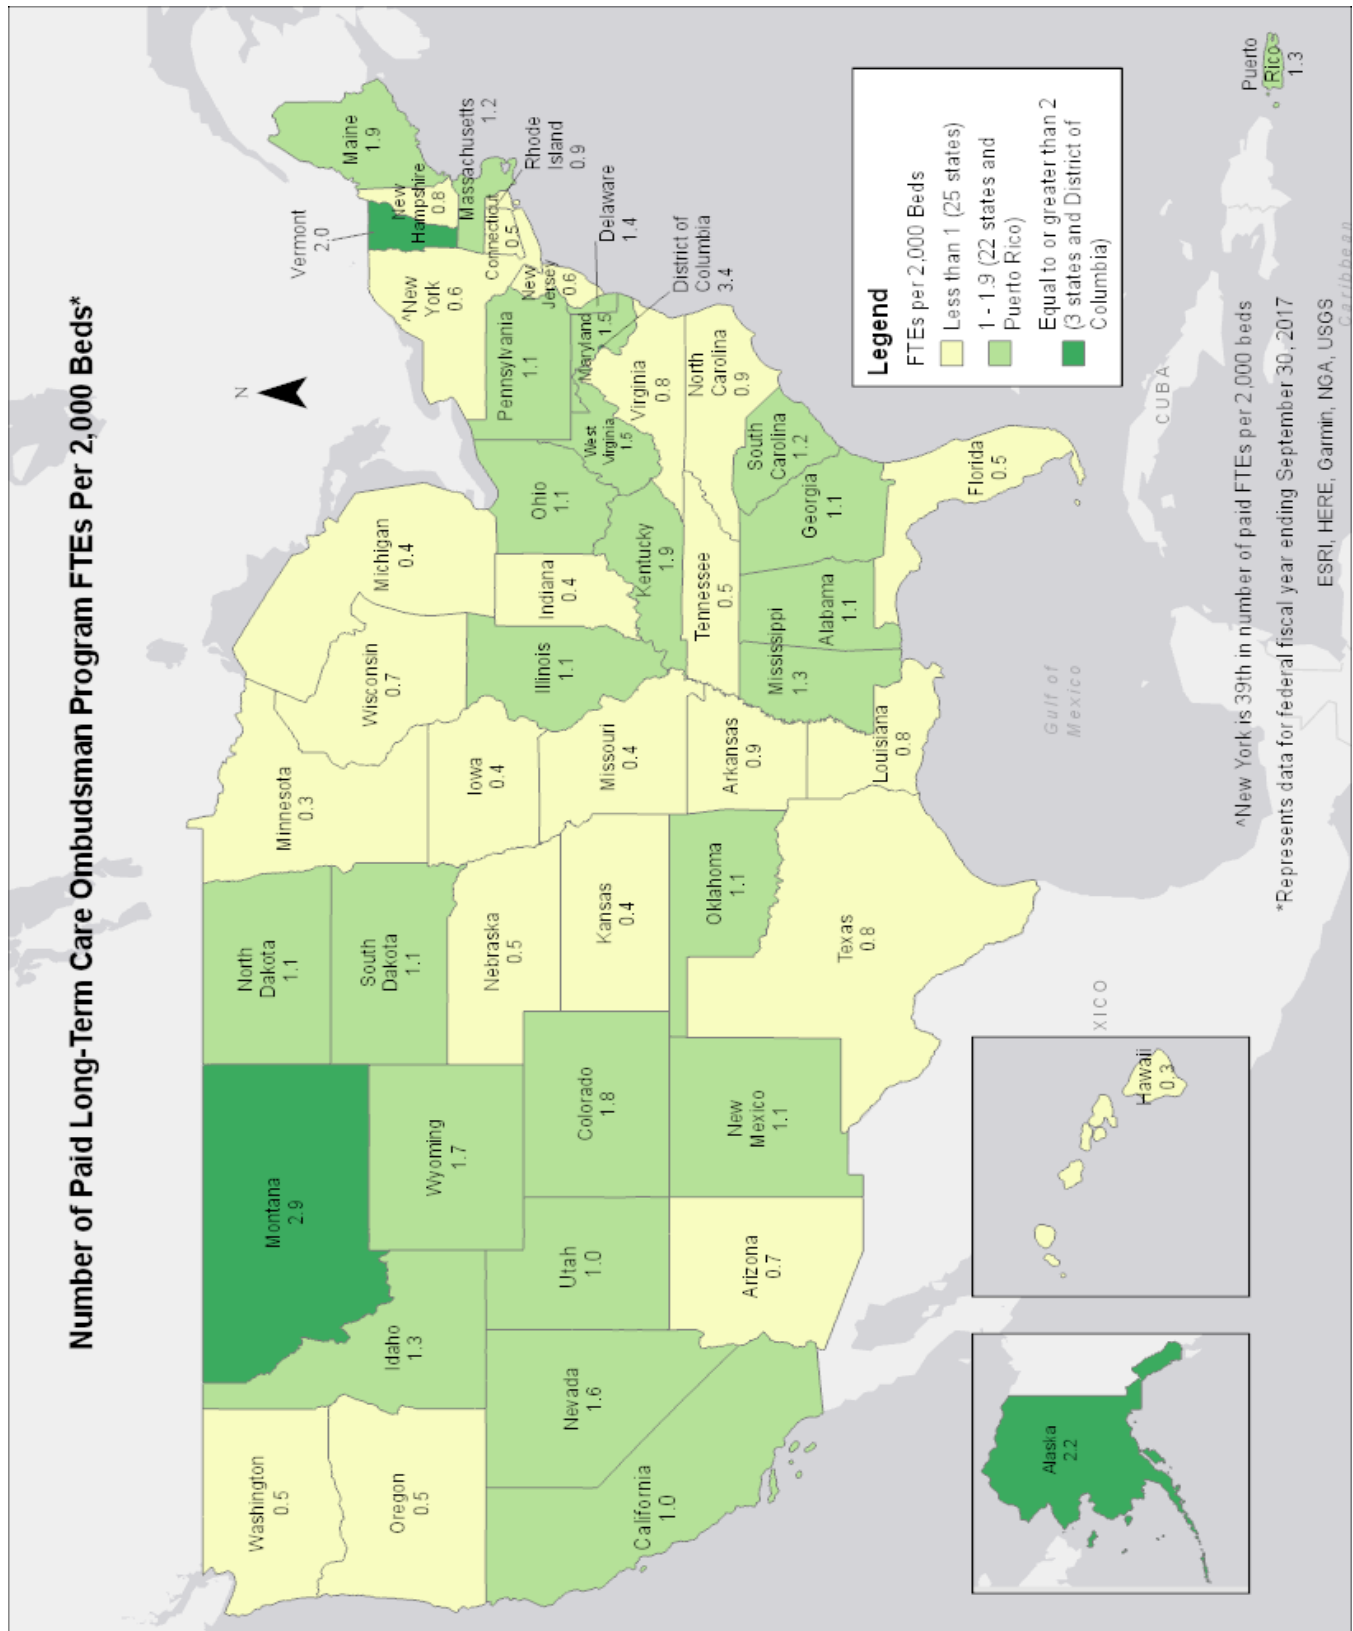 Number of Paid Long-Term Care Ombudsman Program FTEs Per 2,000 Beds*
N
Washington
0.5
Oregon
0.5
California
1.0
Nevada
1.6
Idaho
1.3
Montana
2.9
Wyoming
1.7
Utah
1.0
Arizona
0.7
Colorado
1.8
New
Mexico
1.1
North
Dakota
1.1
South
Dakota
1.1
Nebraska
0.5
Kansas
0.4
Oklahoma
1.1
Texas
0.8
Minnesota
0.3
Iowa
0.4
Missouri
0.4
Arkansas
0.9
Louisiana
0.8
Wisconsin
0.7
Illinois
1.1
Michigan
0.4
Indiana
0.4
Ohio
1.1
Kentucky
1.9
Tennessee
0.5
Mississippi
1.3
Alabama
1.1
Georgia
1.1
Florida
0.5
South
Carolina
1.2
North
Carolina
0.9
Virginia
0.8
West
Virginia
1.5
Maryland
1.5
District of
Columbia
3.4
Delaware
1.4
Pennsylvania
1.1
New
Jersey
0.6
^New
York
0.6
Connecticut
0.5
Rhode
Island
0.9
Massachusetts
1.2
Vermont
2.0
New
Hampshire
0.8
Maine
1.9
Alaska
2.2
Hawaii
0.3
Puerto
Rico
1.3
Gulf of
Mexico
XICO
CUBA
Caribbean
Legend
FTEs per 2,000 Beds
Less than 1 (25 states)
1 - 1.9 (22 states and
Puerto Rico)
Equal to or greater than 2
(3 states and District of
Columbia)
^New York is 39th in number of paid FTEs per 2,000 beds
*Represents data for federal fiscal year ending September 30, 2017
ESRI, HERE, Garmin, NGA, USGS